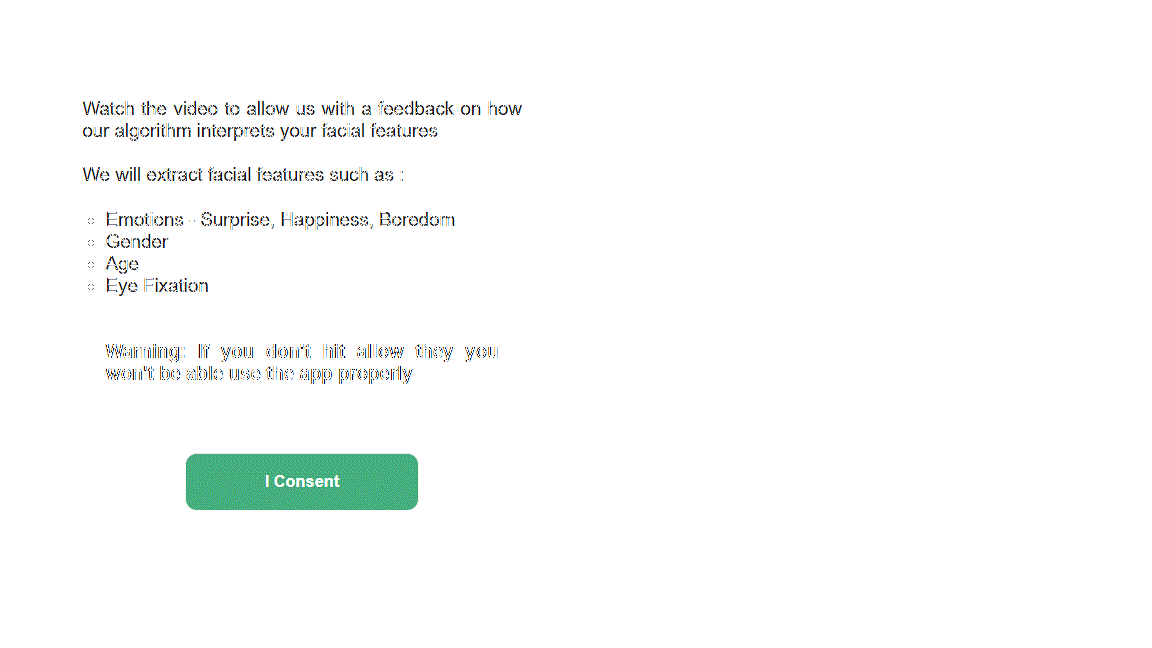 Watch the video to allow us with a feedback on how
our algorithm interprets your facial features
We will extract facial features such as :
Emotions - Surprise, Happiness, Boredom
Gender
Age
Eye Fixation
Warning: If you don't hit allow they you
won't be able use the app properly
I Consent